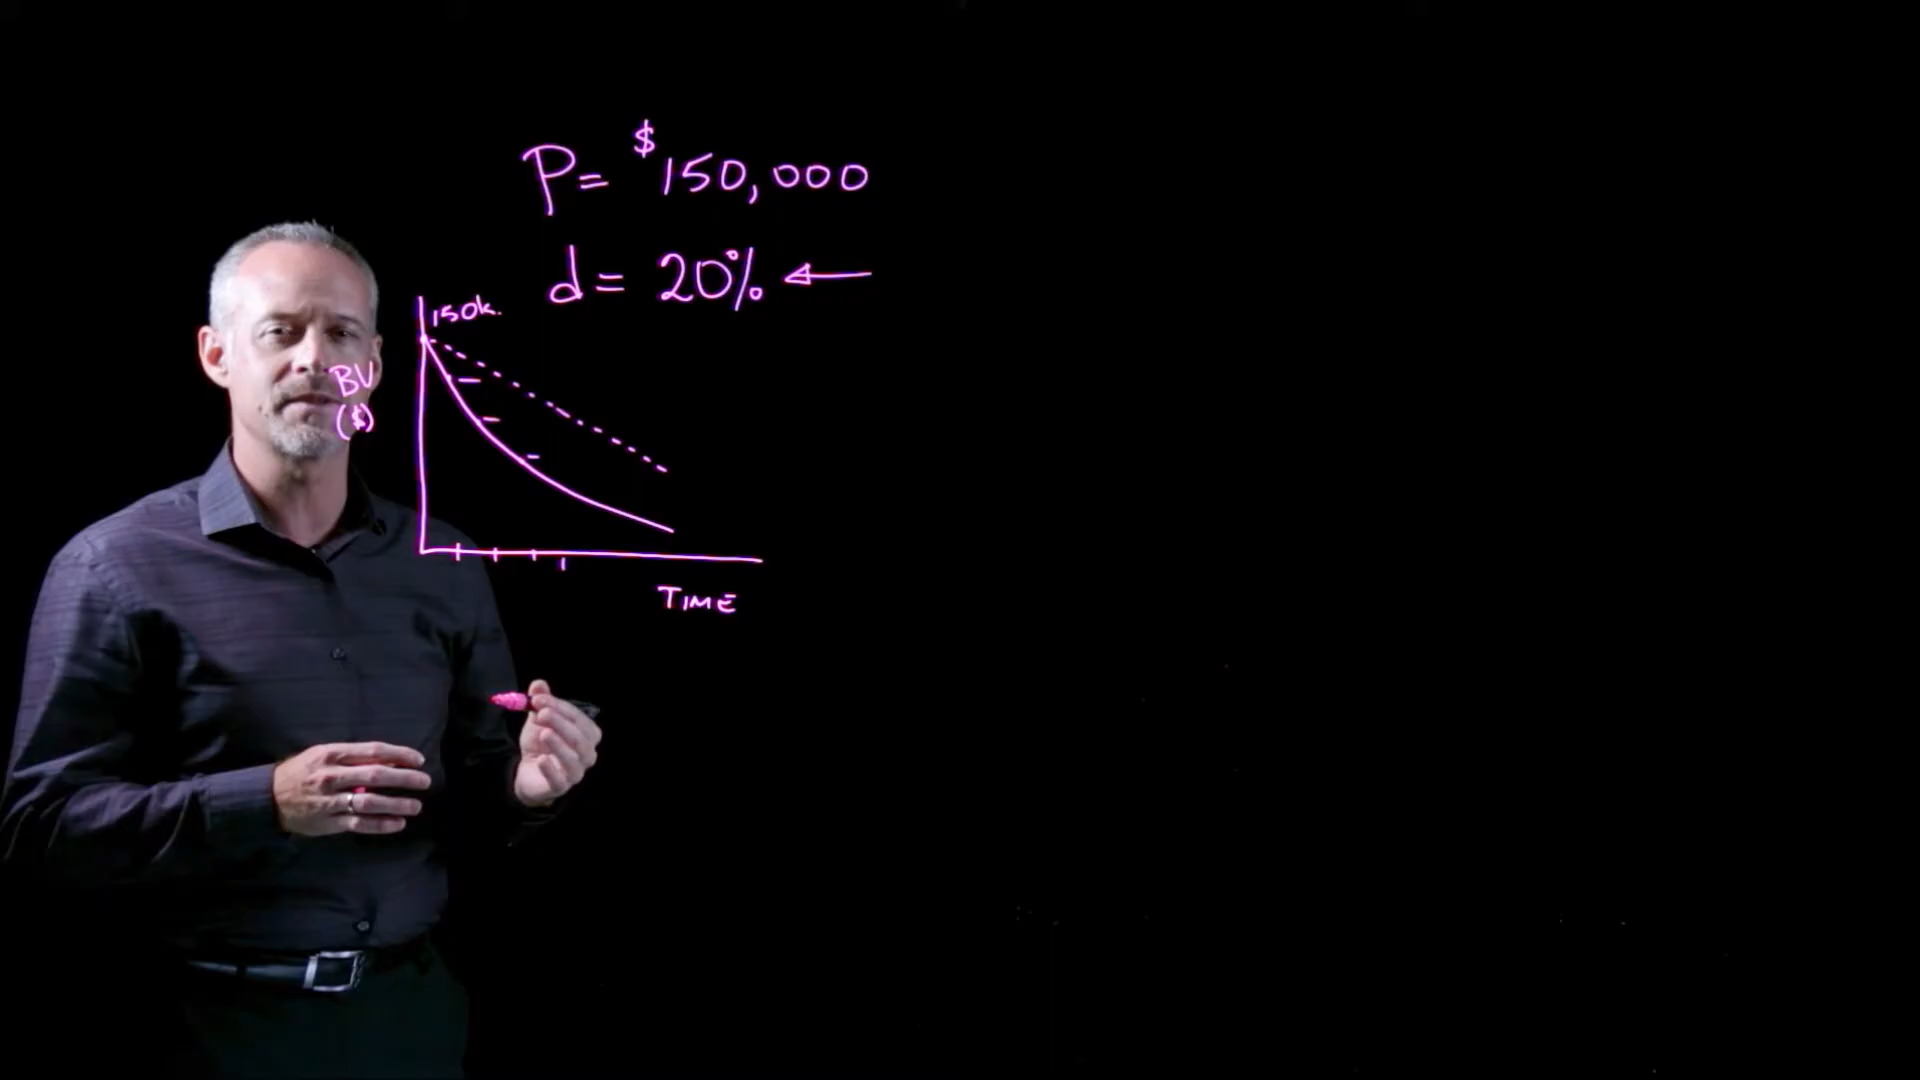 P= $150,000
d= 20%
150k.
BV
($)
TIME